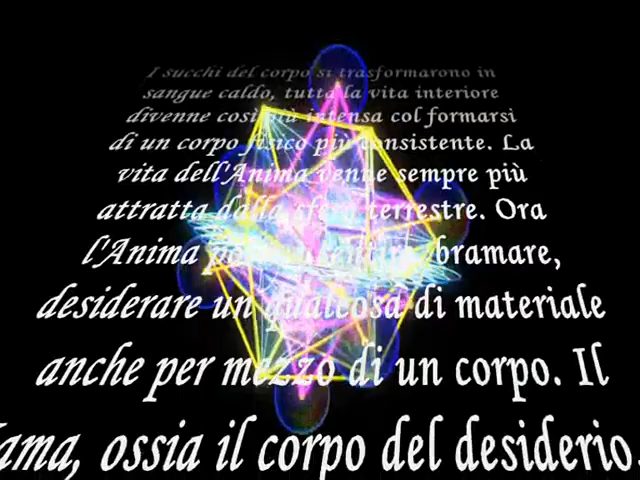 I succhi del corpo si trasformarono in
sangue caldo, tutta la vita interiore
divenne così più intensa col formarsi
di un corpo fisico più consistente. La
vita dell'Anima venne sempre più
attratta dalla sfera terrestre. Ora
l'Anima bramare,
desiderare un qualcosa di materiale
anche per mezzo di un corpo. Il
ossia il corpo del desiderio.